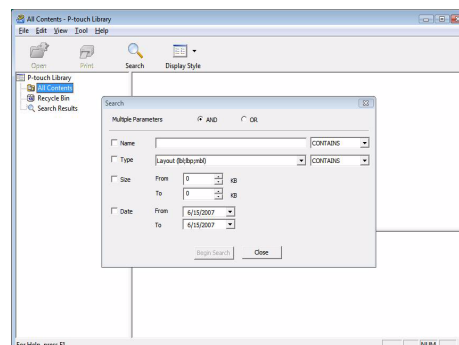 All Contents - P-touch Library
File Edit View Tool Help
Open Print Search Display Style
P-touch Library
All Contents
Recycle Bin
Search Results
Search
Multiple Parameters AND OR
Name CONTAINS
Type Layout (lbl;lbp;mbl) CONTAINS
Size From 0 KB
To 0 KB
Date From 6/15/2007
To 6/15/2007
Begin Search Close
For Help, press F1 NUM